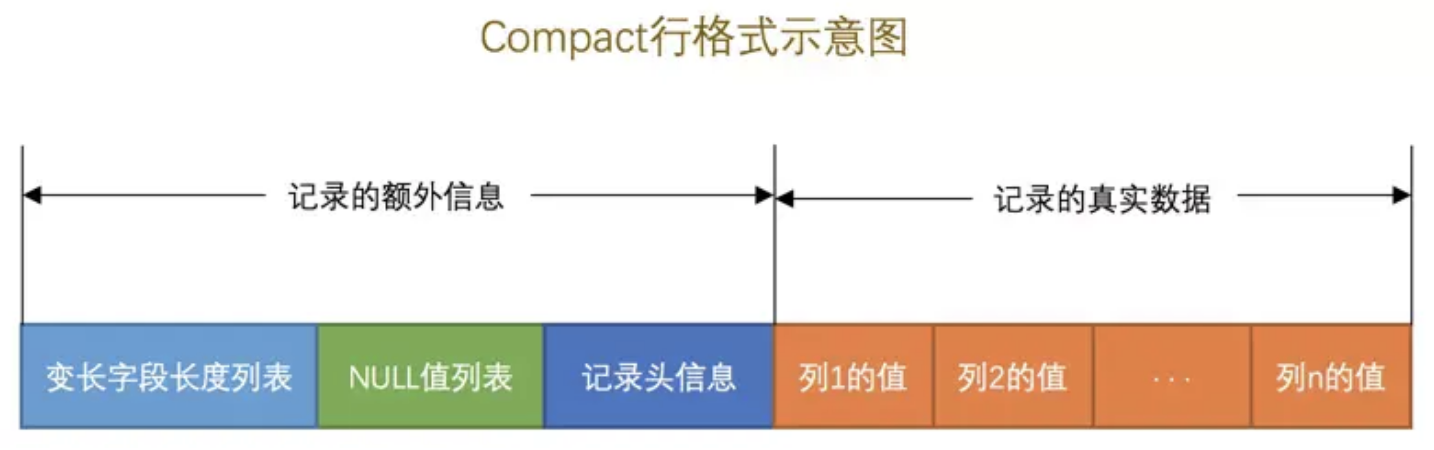 Compact行格式示意图
记录的额外信息
记录的真实数据
变长字段长度列表
NULL值列表
记录头信息
列1的值
列2的值
...
列n的值